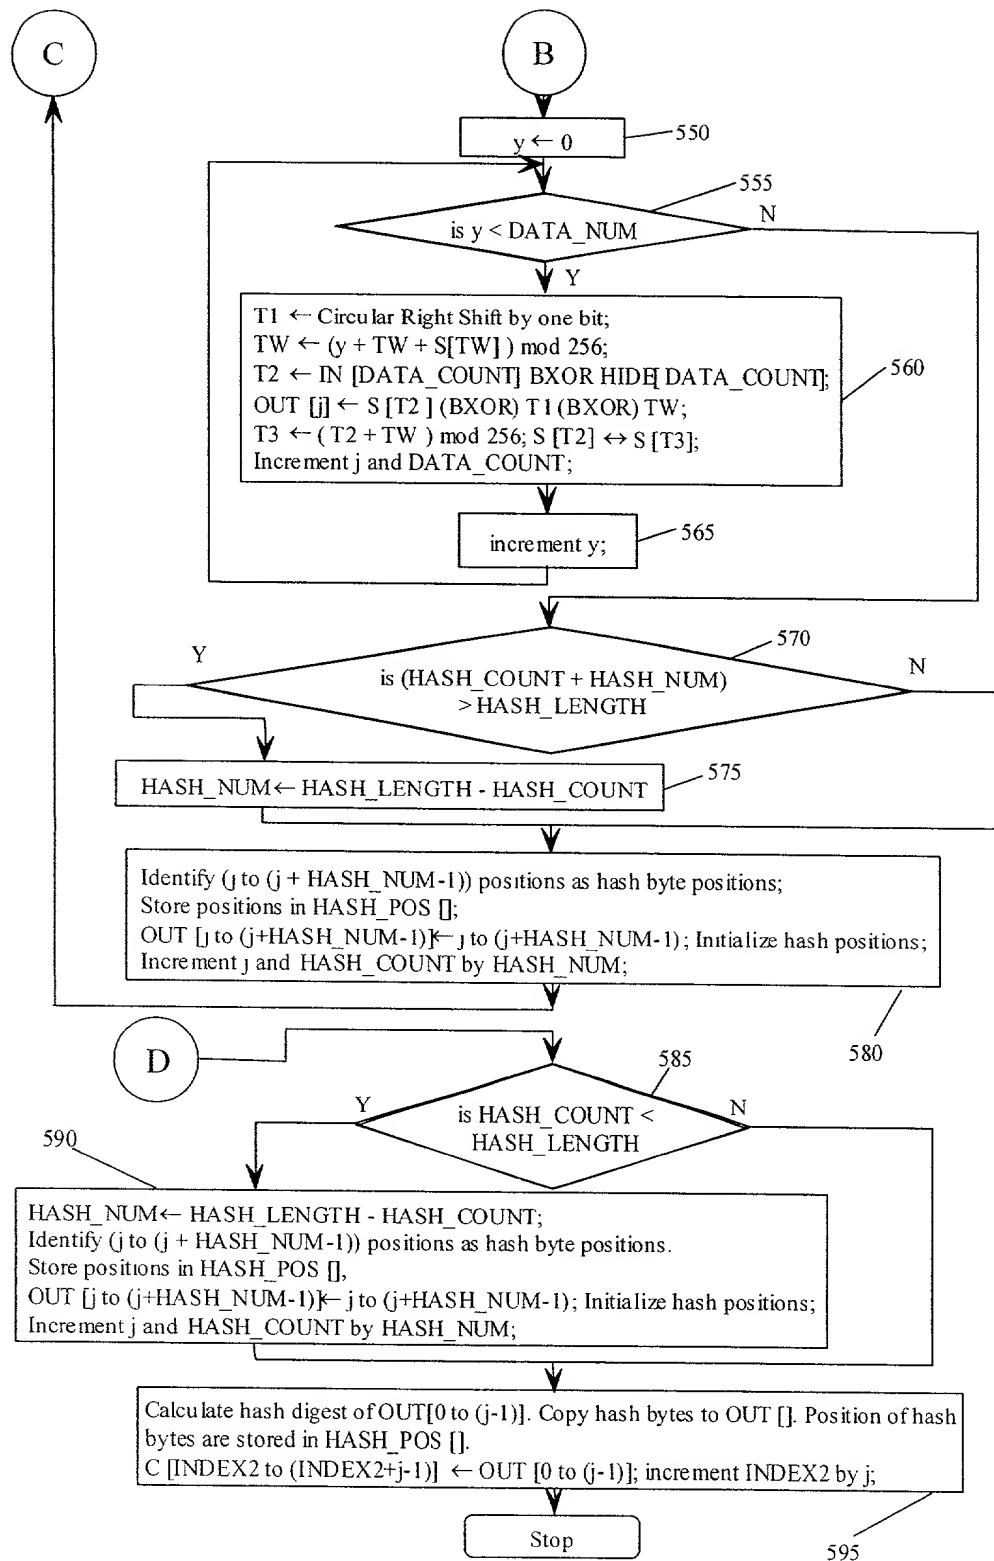 C
B
y ← 0
550
555
is y < DATA_NUM
N
Y
T1 ← Circular Right Shift by one bit;
TW ← (y + TW + S[TW] ) mod 256;
T2 ← IN [DATA_COUNT] BXOR HIDE[ DATA_COUNT];
OUT [j] ← S [T2 ] (BXOR) T1 (BXOR) TW;
T3 ← ( T2 + TW ) mod 256; S [T2] ↔ S [T3];
Increment j and DATA_COUNT;
560
increment y;
565
570
Y
N
is (HASH_COUNT + HASH_NUM)
> HASH_LENGTH
HASH_NUM ← HASH_LENGTH - HASH_COUNT
575
Identify (j to (j + HASH_NUM-1)) positions as hash byte positions;
Store positions in HASH_POS [];
OUT [j to (j+HASH_NUM-1)] ← j to (j+HASH_NUM-1); Initialize hash positions;
Increment j and HASH_COUNT by HASH_NUM;
580
D
585
Y
N
is HASH_COUNT <
HASH_LENGTH
590
HASH_NUM ← HASH_LENGTH - HASH_COUNT;
Identify (j to (j + HASH_NUM-1)) positions as hash byte positions.
Store positions in HASH_POS [],
OUT [j to (j+HASH_NUM-1)] ← j to (j+HASH_NUM-1); Initialize hash positions;
Increment j and HASH_COUNT by HASH_NUM;
Calculate hash digest of OUT[0 to (j-1)]. Copy hash bytes to OUT []. Position of hash
bytes are stored in HASH_POS [].
C [INDEX2 to (INDEX2+j-1)] ← OUT [0 to (j-1)]; increment INDEX2 by j;
Stop
595